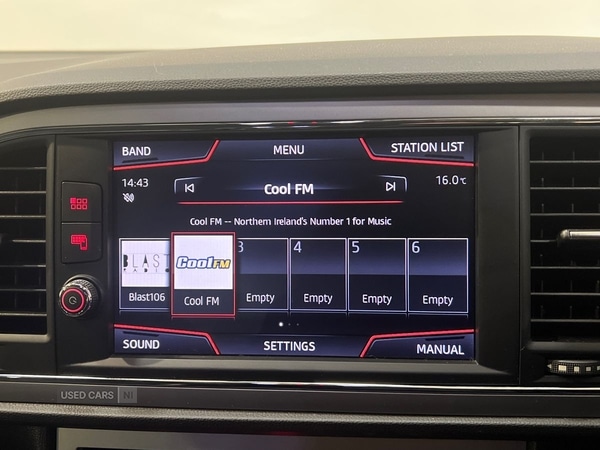 BAND
MENU
STATION LIST
14:43
Cool FM
16.0℃
Cool FM -- Northern Ireland's Number 1 for Music
BLAS
Cool FM
3
4
5
6
Blast106
Cool FM
Empty
Empty
Empty
Empty
SOUND
SETTINGS
MANUAL
USED CARS NI